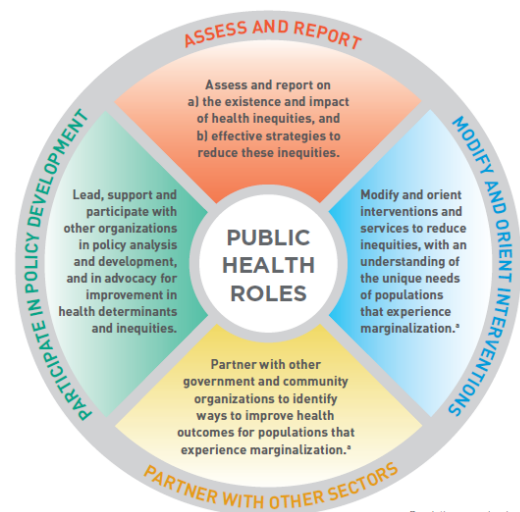 ASSESS AND REPORT
Assess and report on
a) the existence and impact
of health inequities, and
b) effective strategies to
reduce these inequities.
MODIFY AND ORIENT INTERVENTIONS
Modify and orient
interventions and
services to reduce
inequities, with an
understanding of
the unique needs
of populations
that experience
marginalization.ª
PARTNER WITH OTHER SECTORS
Partner with other
government and community
organizations to identify
ways to improve health
outcomes for populations that
experience marginalization.ª
PARTICIPATE IN POLICY DEVELOPMENT
Lead, support and
participate with
other organizations
in policy analysis
and development,
and in advocacy for
improvement in
health determinants
and inequities.
PUBLIC
HEALTH
ROLES